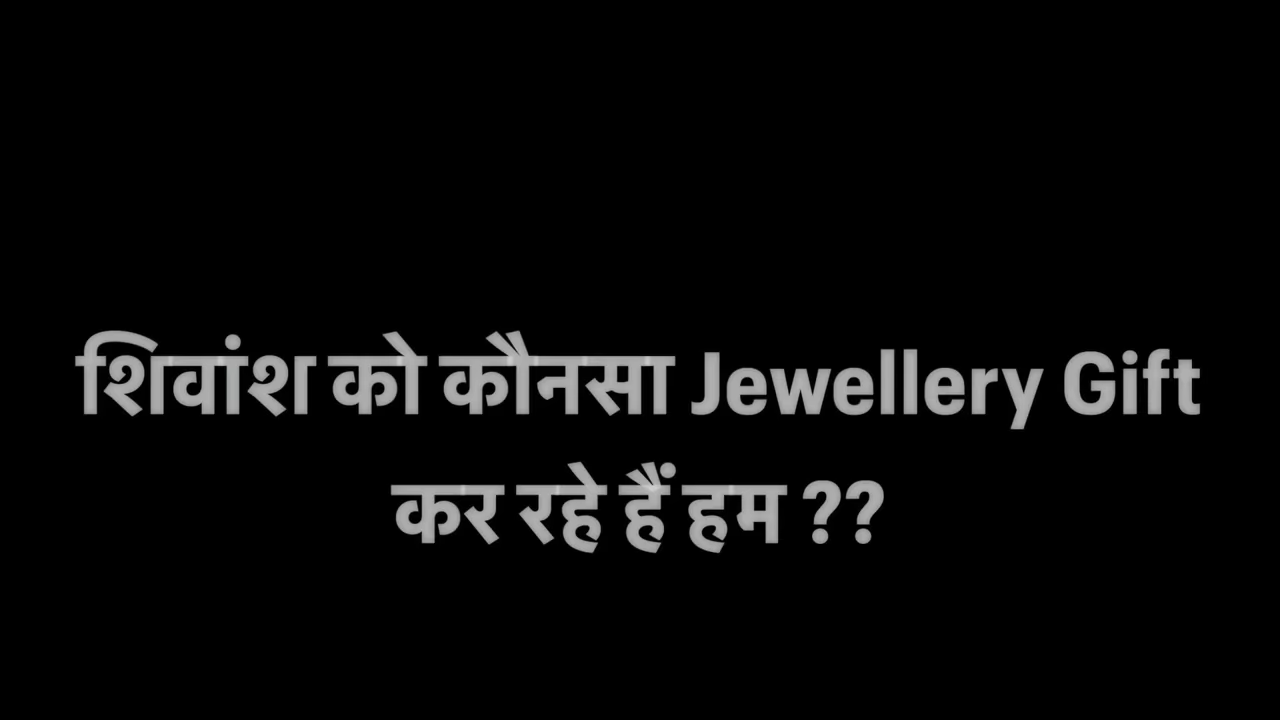 शिवांश को कौनसा Jewellery Gift
कर रहे हैं हम ??